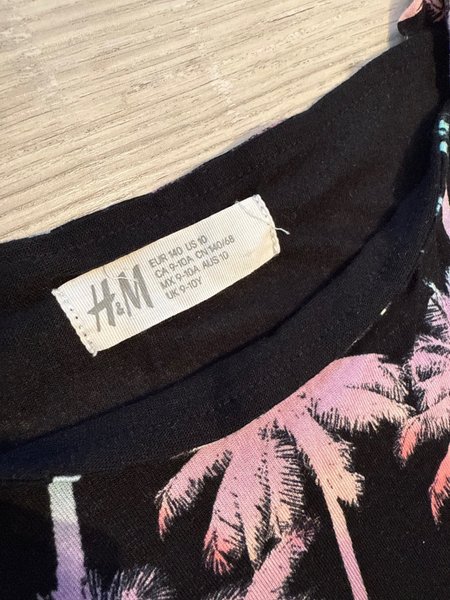 H&M
EUR 140 US 10
CA 9-10A CN 140/68
MX 9-10A AUS 10
UK 9-10Y